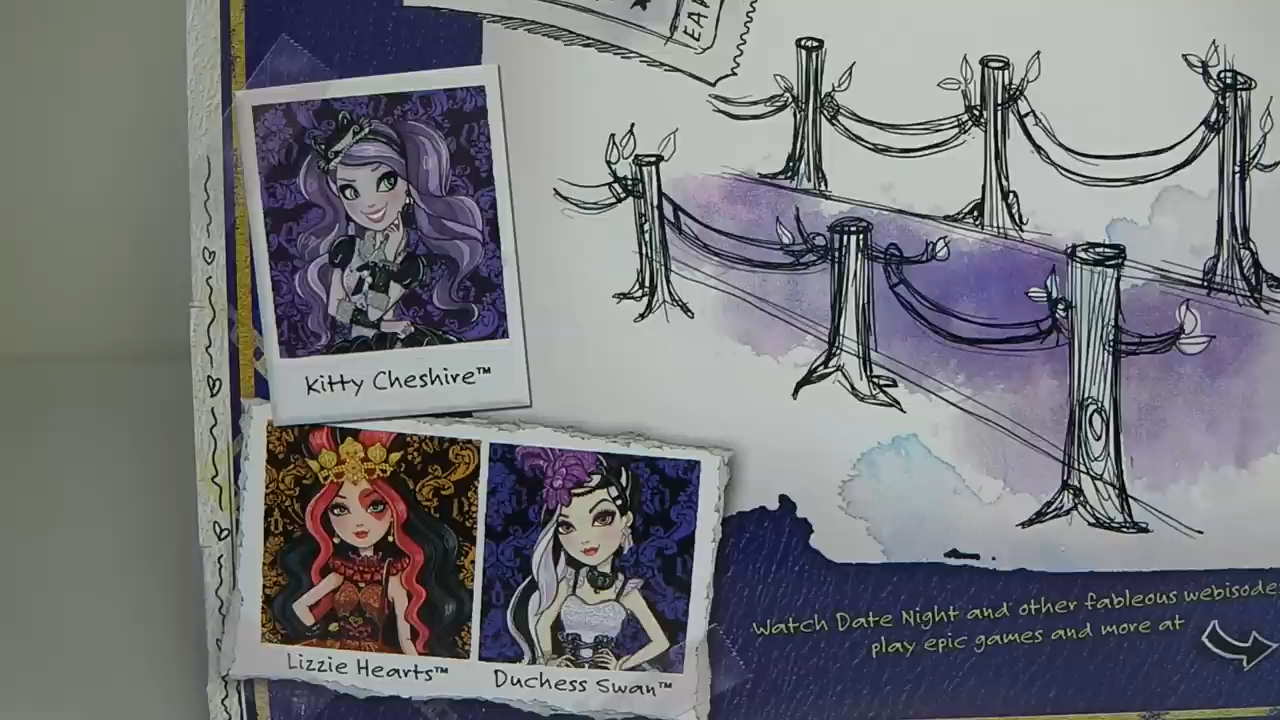 Kitty Cheshire™
Lizzie Hearts™
Duchess Swan™
Watch Date Night and other fableous webisode
play epic games and more at